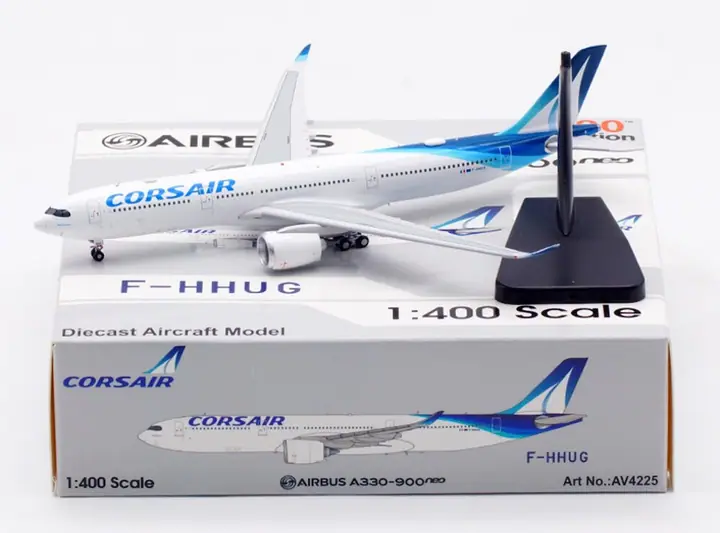 AIRBUS
neo
CORSAIR
F-HHUG
1:400 Scale
Diecast Aircraft Model
CORSAIR
CORSAIR
F-HHUG
1:400 Scale
AIRBUS A330-900neo
Art No.:AV4225